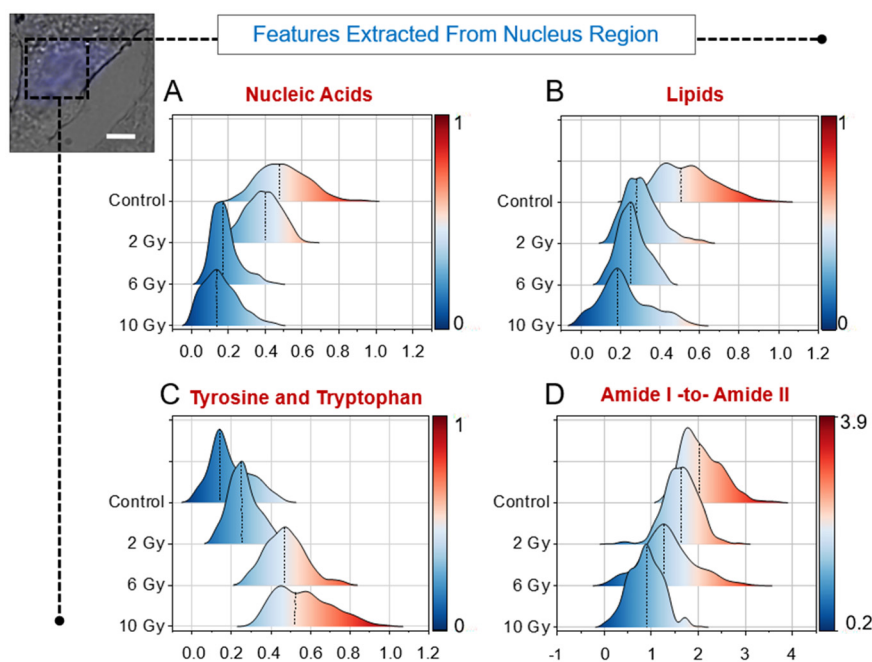 Features Extracted From Nucleus Region
A
Nucleic Acids
1
0
Control
2 Gy
6 Gy
10 Gy
0.0 0.2 0.4 0.6 0.8 1.0 1.2
B
Lipids
1
0
Control
2 Gy
6 Gy
10 Gy
0.0 0.2 0.4 0.6 0.8 1.0 1.2
C
Tyrosine and Tryptophan
1
0
Control
2 Gy
6 Gy
10 Gy
0.0 0.2 0.4 0.6 0.8 1.0 1.2
D
Amide I -to- Amide II
3.9
0.2
Control
2 Gy
6 Gy
10 Gy
-1 0 1 2 3 4